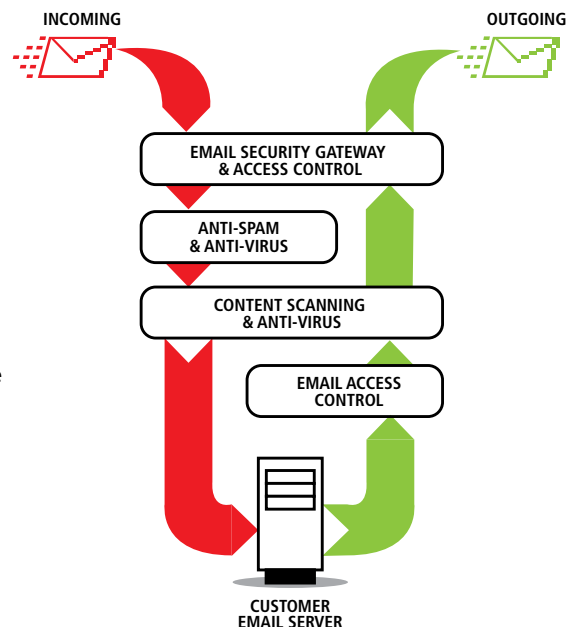 INCOMING
OUTGOING
EMAIL SECURITY GATEWAY
& ACCESS CONTROL
ANTI-SPAM
& ANTI-VIRUS
CONTENT SCANNING
& ANTI-VIRUS
e
EMAIL ACCESS
CONTROL
CUSTOMER
EMAIL SERVER